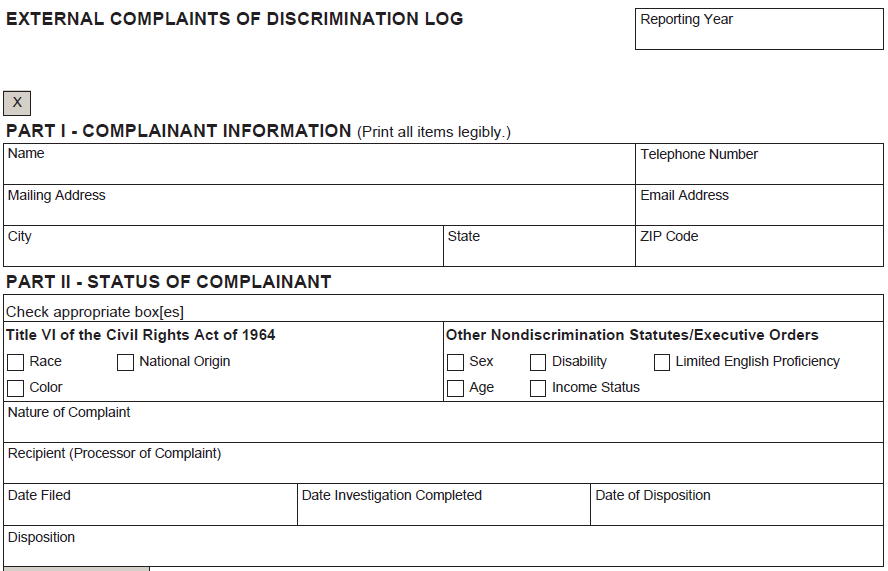 EXTERNAL COMPLAINTS OF DISCRIMINATION LOG
Reporting Year
X
PART I - COMPLAINANT INFORMATION (Print all items legibly.)
Name
Telephone Number
Mailing Address
Email Address
City
State
ZIP Code
PART II - STATUS OF COMPLAINANT
Check appropriate box[es]
Title VI of the Civil Rights Act of 1964
Other Nondiscrimination Statutes/Executive Orders
Race
National Origin
Sex
Disability
Limited English Proficiency
Color
Age
Income Status
Nature of Complaint
Recipient (Processor of Complaint)
Date Filed
Date Investigation Completed
Date of Disposition
Disposition